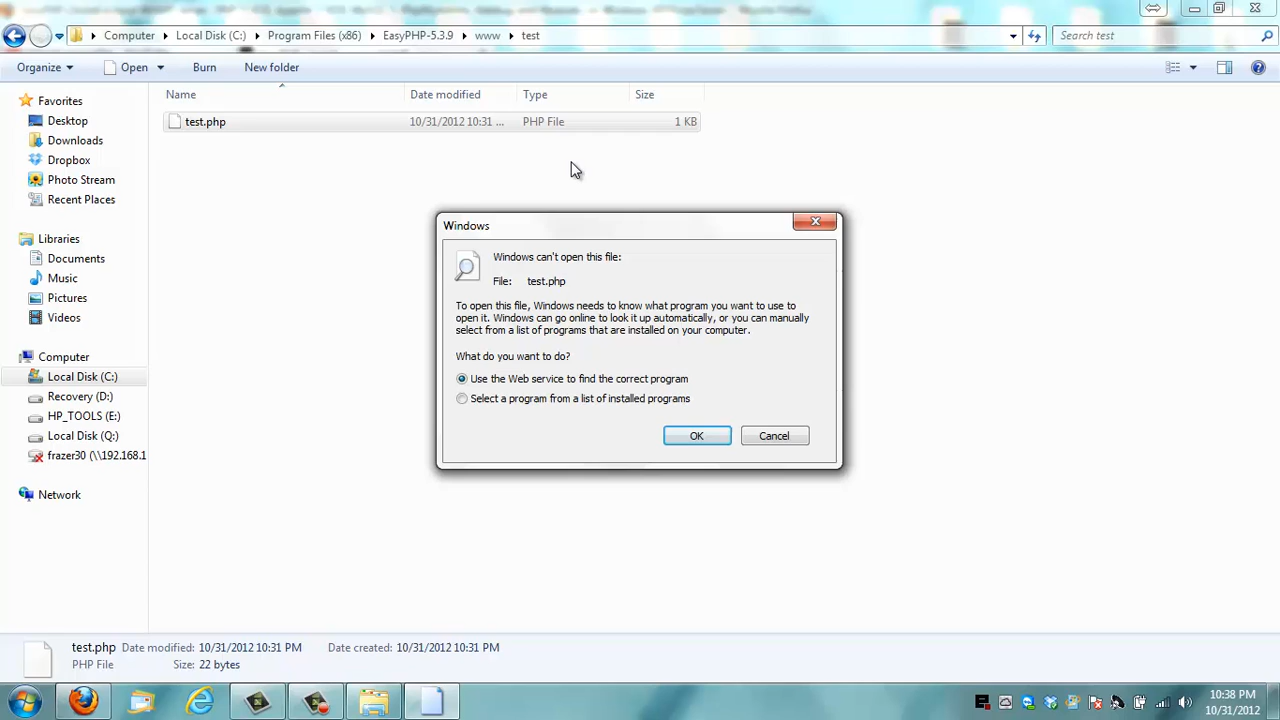 Computer Local Disk (C:) Program Files (x86) EasyPHP-5.3.9 www test Search test
Organize Open Burn New folder
Favorites
Desktop
Downloads
Dropbox
Photo Stream
Recent Places
Libraries
Documents
Music
Pictures
Videos
Computer
Local Disk (C:)
Recovery (D:)
HP_TOOLS (E:)
Local Disk (Q:)
frazer30 (\\192.168.1
Network
Name Date modified Type Size
test.php 10/31/2012 10:31 ... PHP File 1 KB
Windows
Windows can't open this file:
File: test.php
To open this file, Windows needs to know what program you want to use to
open it. Windows can go online to look it up automatically, or you can manually
select from a list of programs that are installed on your computer.
What do you want to do?
Use the Web service to find the correct program
Select a program from a list of installed programs
OK Cancel
test.php Date modified: 10/31/2012 10:31 PM Date created: 10/31/2012 10:31 PM
PHP File Size: 22 bytes
10:38 PM
10/31/2012